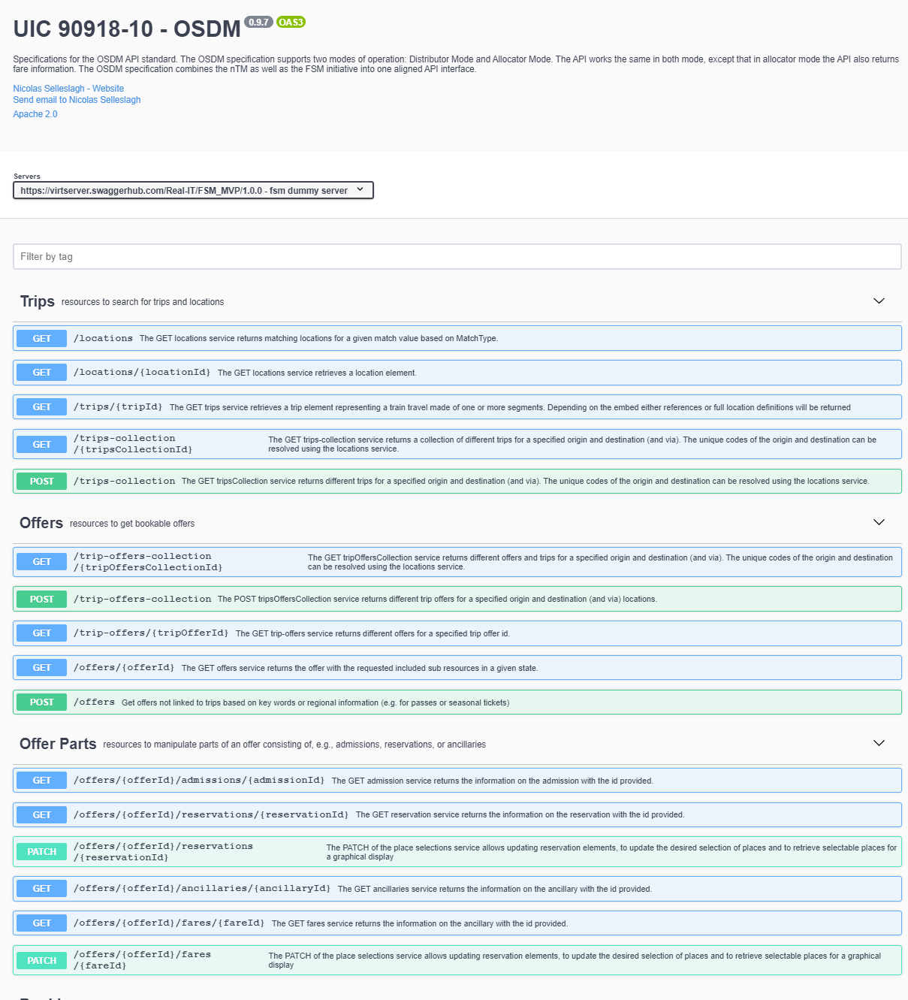 UIC 90918-10 - OSDM 0.9.7 OAS3
Specifications for the OSDM API standard. The OSDM specification supports two modes of operation: Distributor Mode and Allocator Mode. The API works the same in both mode, except that in allocator mode the API also returns
fare information. The OSDM specification combines the nTM as well as the FSM initiative into one aligned API interface.
Nicolas Selleslagh - Website
Send email to Nicolas Selleslagh
Apache 2.0
Servers
https://virtserver.swaggerhub.com/Real-IT/FSM_MVP/1.0.0 - fsm dummy server
Filter by tag
Trips resources to search for trips and locations
GET /locations The GET locations service returns matching locations for a given match value based on MatchType.
GET /locations/{locationId} The GET locations service retrieves a location element.
GET /trips/{tripId} The GET trips service retrieves a trip element representing a train travel made of one or more segments. Depending on the embed either references or full location definitions will be returned
GET /trips-collection
/{tripsCollectionId}
The GET trips-collection service returns a collection of different trips for a specified origin and destination (and via). The unique codes of the origin and destination can be
resolved using the locations service.
POST /trips-collection The GET tripsCollection service returns different trips for a specified origin and destination (and via). The unique codes of the origin and destination can be resolved using the locations service.
Offers resources to get bookable offers
GET /trip-offers-collection
/{tripOffersCollectionId}
The GET tripOffersCollection service returns different offers and trips for a specified origin and destination (and via). The unique codes of the origin and destination
can be resolved using the locations service.
POST /trip-offers-collection The POST tripsOffersCollection service returns different trip offers for a specified origin and destination (and via) locations.
GET /trip-offers/{tripOfferId} The GET trip-offers service returns different offers for a specified trip offer id.
GET /offers/{offerId} The GET offers service returns the offer with the requested included sub resources in a given state.
POST /offers Get offers not linked to trips based on key words or regional information (e.g. for passes or seasonal tickets)
Offer Parts resources to manipulate parts of an offer consisting of, e.g., admissions, reservations, or ancillaries
GET /offers/{offerId}/admissions/{admissionId} The GET admission service returns the information on the admission with the id provided.
GET /offers/{offerId}/reservations/{reservationId} The GET reservation service returns the information on the reservation with the id provided.
PATCH /offers/{offerId}/reservations
/{reservationId}
The PATCH of the place selections service allows updating reservation elements, to update the desired selection of places and to retrieve selectable places for
a graphical display
GET /offers/{offerId}/ancillaries/{ancillaryId} The GET ancillaries service returns the information on the ancillary with the id provided.
GET /offers/{offerId}/fares/{fareId} The GET fares service returns the information on the ancillary with the id provided.
PATCH /offers/{offerId}/fares
/{fareId}
The PATCH of the place selections service allows updating reservation elements, to update the desired selection of places and to retrieve selectable places for a graphical
display